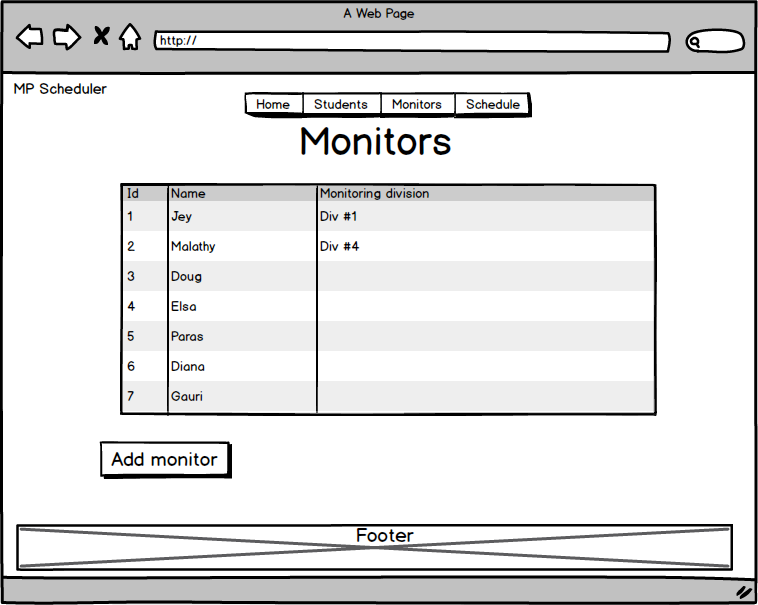 A Web Page
http://
MP Scheduler
Home Students Monitors Schedule
Monitors
Id Name Monitoring division
1 Jey Div #1
2 Malathy Div #4
3 Doug
4 Elsa
5 Paras
6 Diana
7 Gauri
Add monitor
Footer